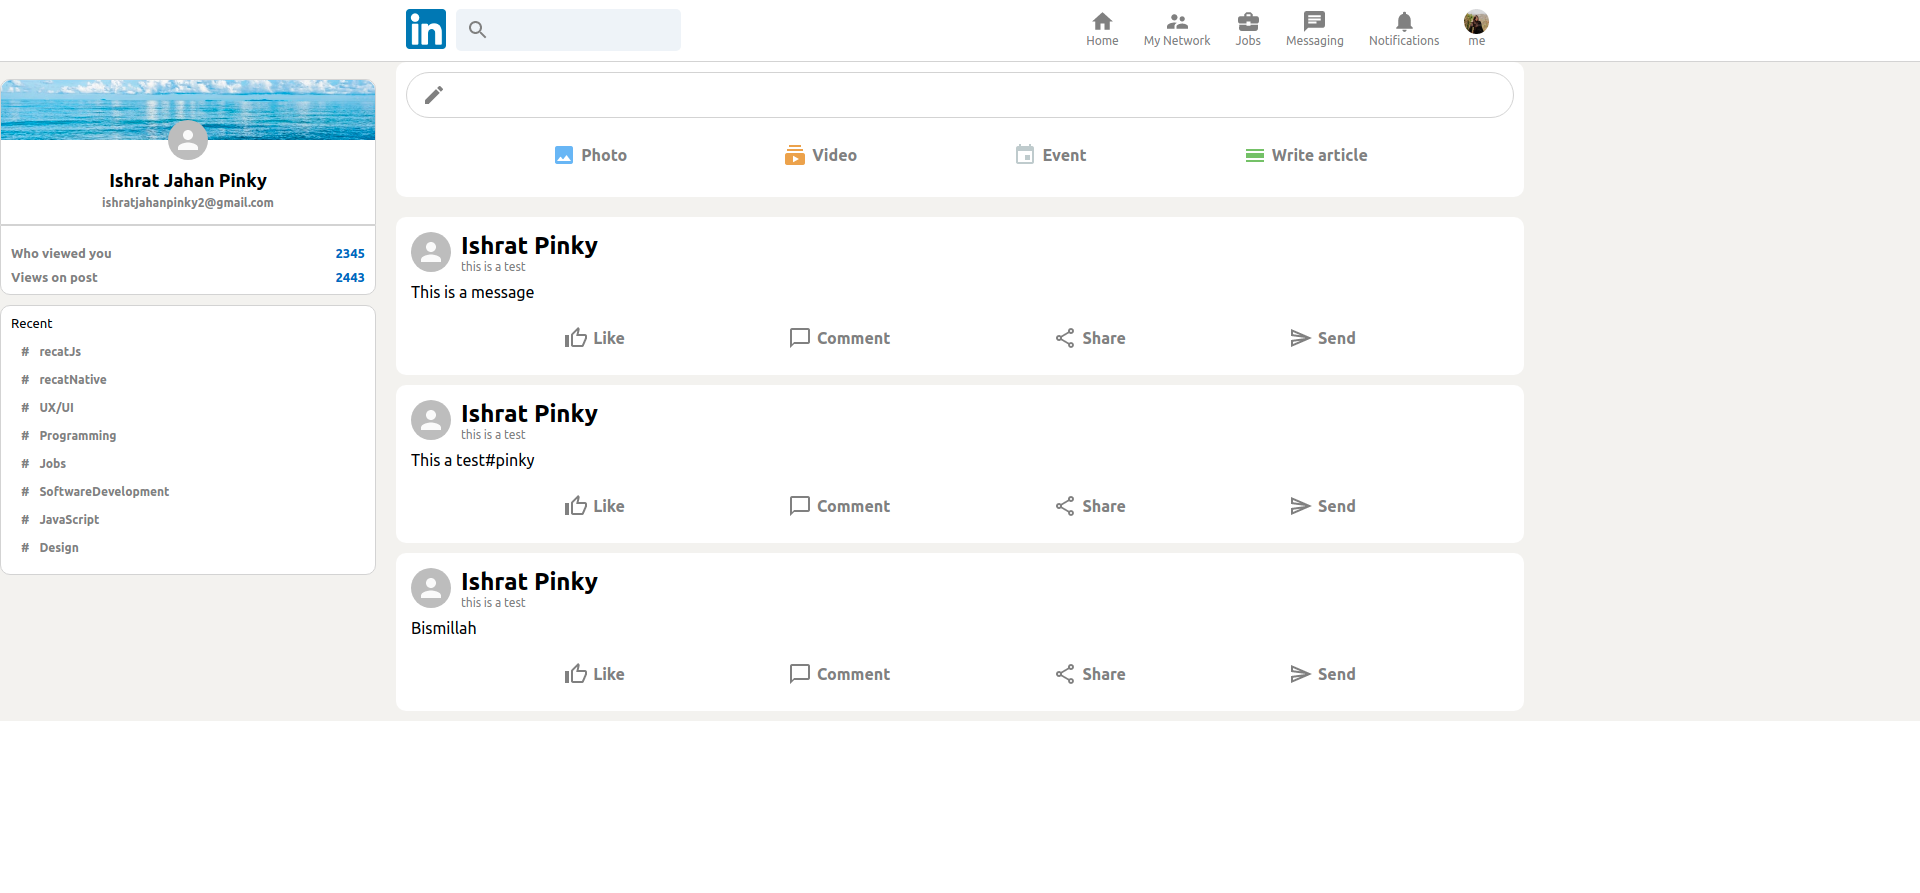 in
Home
My Network
Jobs
Messaging
Notifications
me
Ishrat Jahan Pinky
ishratjahanpinky2@gmail.com
Who viewed you 2345
Views on post 2443
Recent
# recatJs
# recatNative
# UX/UI
# Programming
# Jobs
# SoftwareDevelopment
# JavaScript
# Design
Photo
Video
Event
Write article
Ishrat Pinky
this is a test
This is a message
Like
Comment
Share
Send
Ishrat Pinky
this is a test
This a test#pinky
Like
Comment
Share
Send
Ishrat Pinky
this is a test
Bismillah
Like
Comment
Share
Send